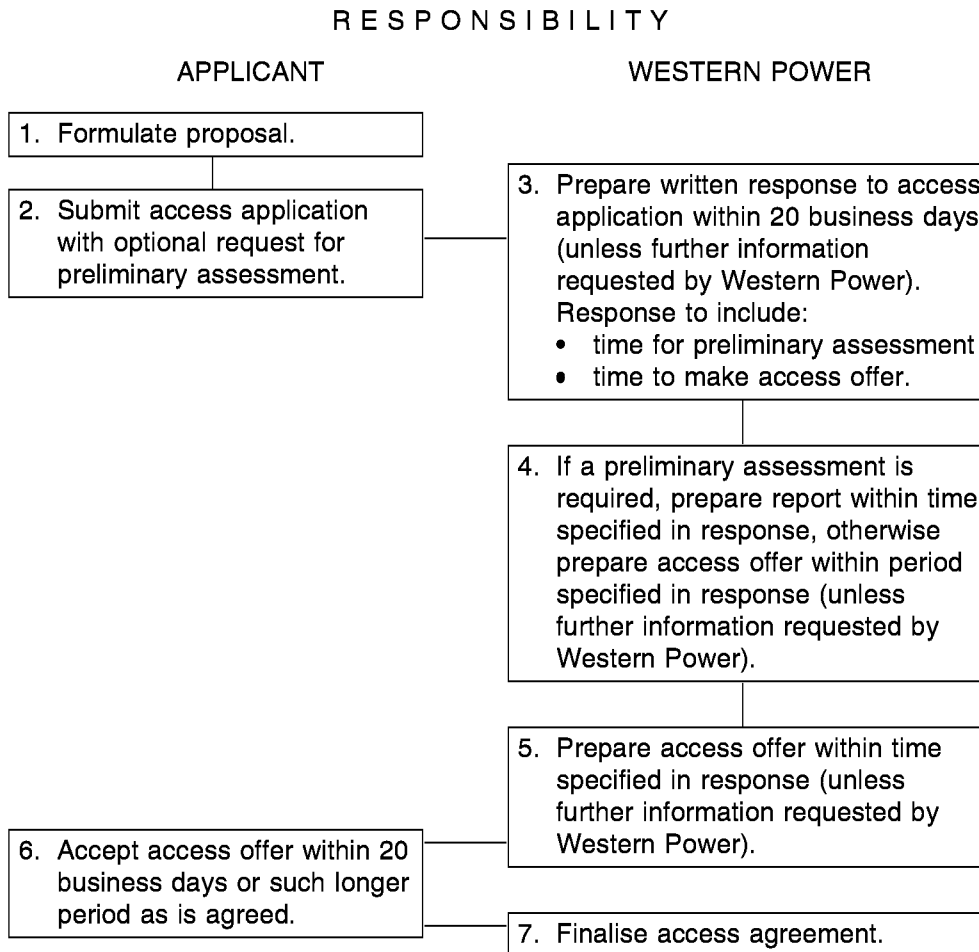 RESPONSIBILITY
APPLICANT
WESTERN POWER
1. Formulate proposal.
2. Submit access application
with optional request for
preliminary assessment.
3. Prepare written response to access
application within 20 business days
(unless further information
requested by Western Power).
Response to include:
• time for preliminary assessment
• time to make access offer.
4. If a preliminary assessment is
required, prepare report within time
specified in response, otherwise
prepare access offer within period
specified in response (unless
further information requested by
Western Power).
5. Prepare access offer within time
specified in response (unless
further information requested by
Western Power).
6. Accept access offer within 20
business days or such longer
period as is agreed.
7. Finalise access agreement.